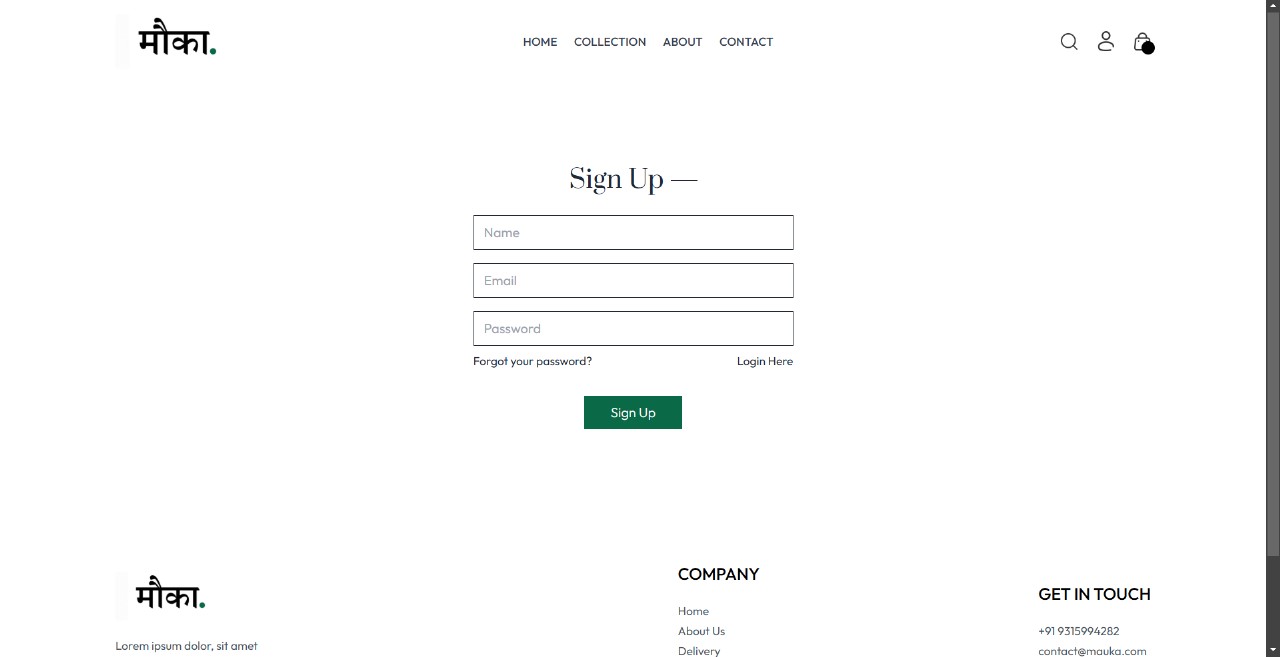 मौका.
HOME COLLECTION ABOUT CONTACT
Sign Up —
Name
Email
Password
Forgot your password? Login Here
Sign Up
मौका.
Lorem ipsum dolor, sit amet
COMPANY
Home
About Us
Delivery
GET IN TOUCH
+91 9315994282
contact@mauka.com